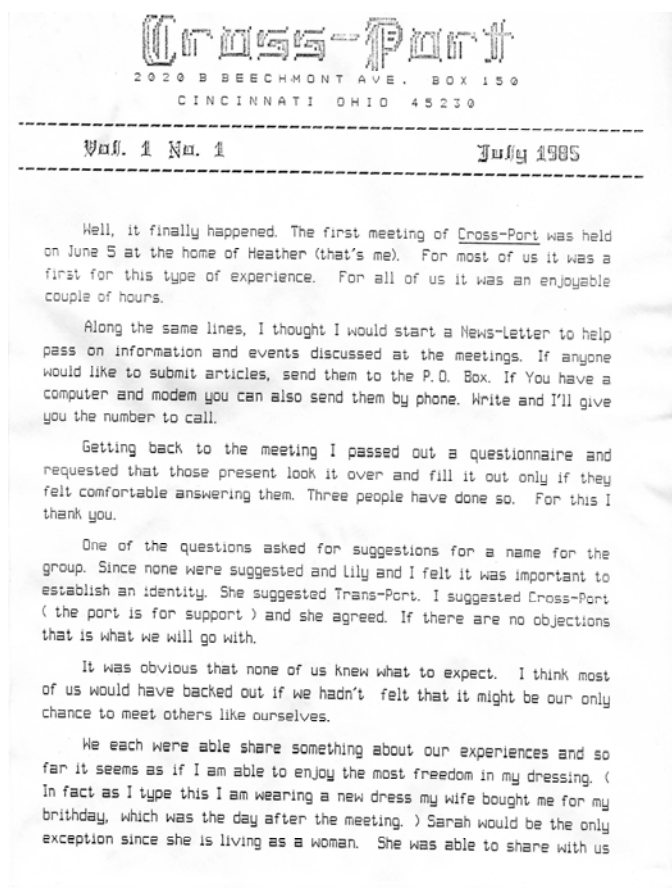 Cross-Port
2020 B BEECHMONT AVE. BOX 150
CINCINNATI OHIO 45230
Vol. 1 No. 1 July 1985
Well, it finally happened. The first meeting of Cross-Port was held
on June 5 at the home of Heather (that's me). For most of us it was a
first for this type of experience. For all of us it was an enjoyable
couple of hours.
Along the same lines, I thought I would start a News-Letter to help
pass on information and events discussed at the meetings. If anyone
would like to submit articles, send them to the P.O. Box. If You have a
computer and modem you can also send them by phone. Write and I'll give
you the number to call.
Getting back to the meeting I passed out a questionnaire and
requested that those present look it over and fill it out only if they
felt comfortable answering them. Three people have done so. For this I
thank you.
One of the questions asked for suggestions for a name for the
group. Since none were suggested and Lily and I felt it was important to
establish an identity. She suggested Trans-Port. I suggested Cross-Port
( the port is for support ) and she agreed. If there are no objections
that is what we will go with.
It was obvious that none of us knew what to expect. I think most
of us would have backed out if we hadn't felt that it might be our only
chance to meet others like ourselves.
We each were able share something about our experiences and so
far it seems as if I am able to enjoy the most freedom in my dressing. (
In fact as I type this I am wearing a new dress my wife bought me for my
brithday, which was the day after the meeting. ) Sarah would be the only
exception since she is living as a woman. She was able to share with us